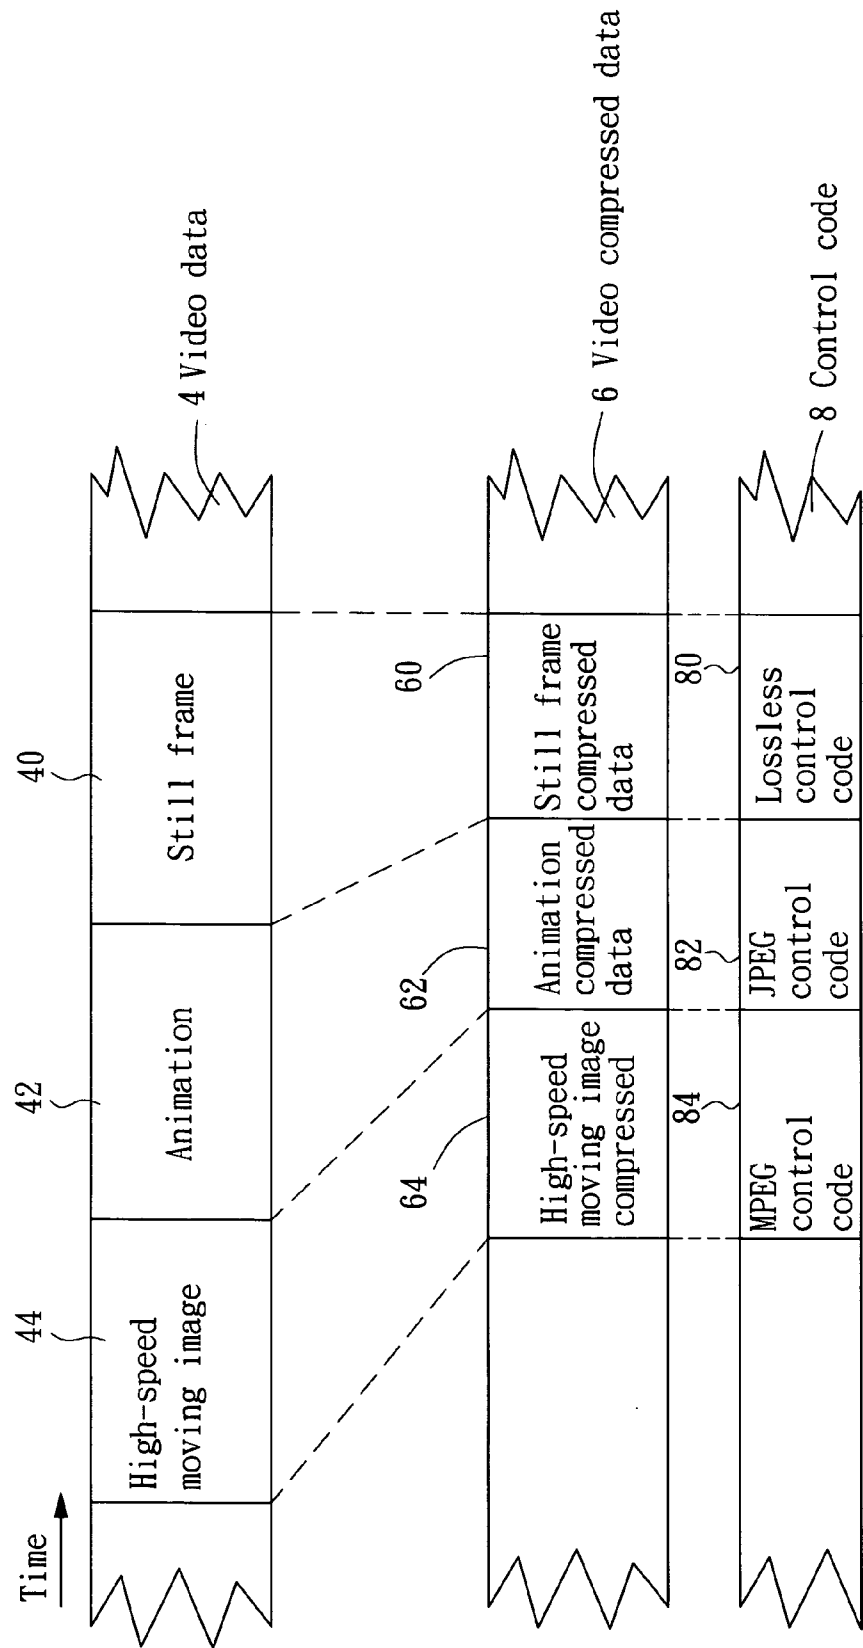 Time
44
42
40
High-speed
moving image
Animation
Still frame
4 Video data
64
62
60
High-speed
moving image
compressed
Animation
compressed
data
Still frame
compressed
data
6 Video compressed data
84
82
80
MPEG
control
code
JPEG
control
code
Lossless
control
code
8 Control code